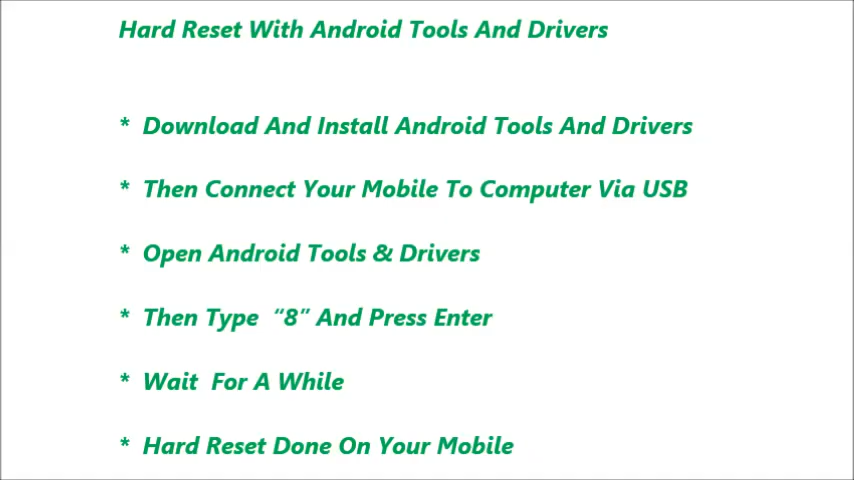 Hard Reset With Android Tools And Drivers
* Download And Install Android Tools And Drivers
* Then Connect Your Mobile To Computer Via USB
* Open Android Tools & Drivers
* Then Type “8” And Press Enter
* Wait For A While
* Hard Reset Done On Your Mobile